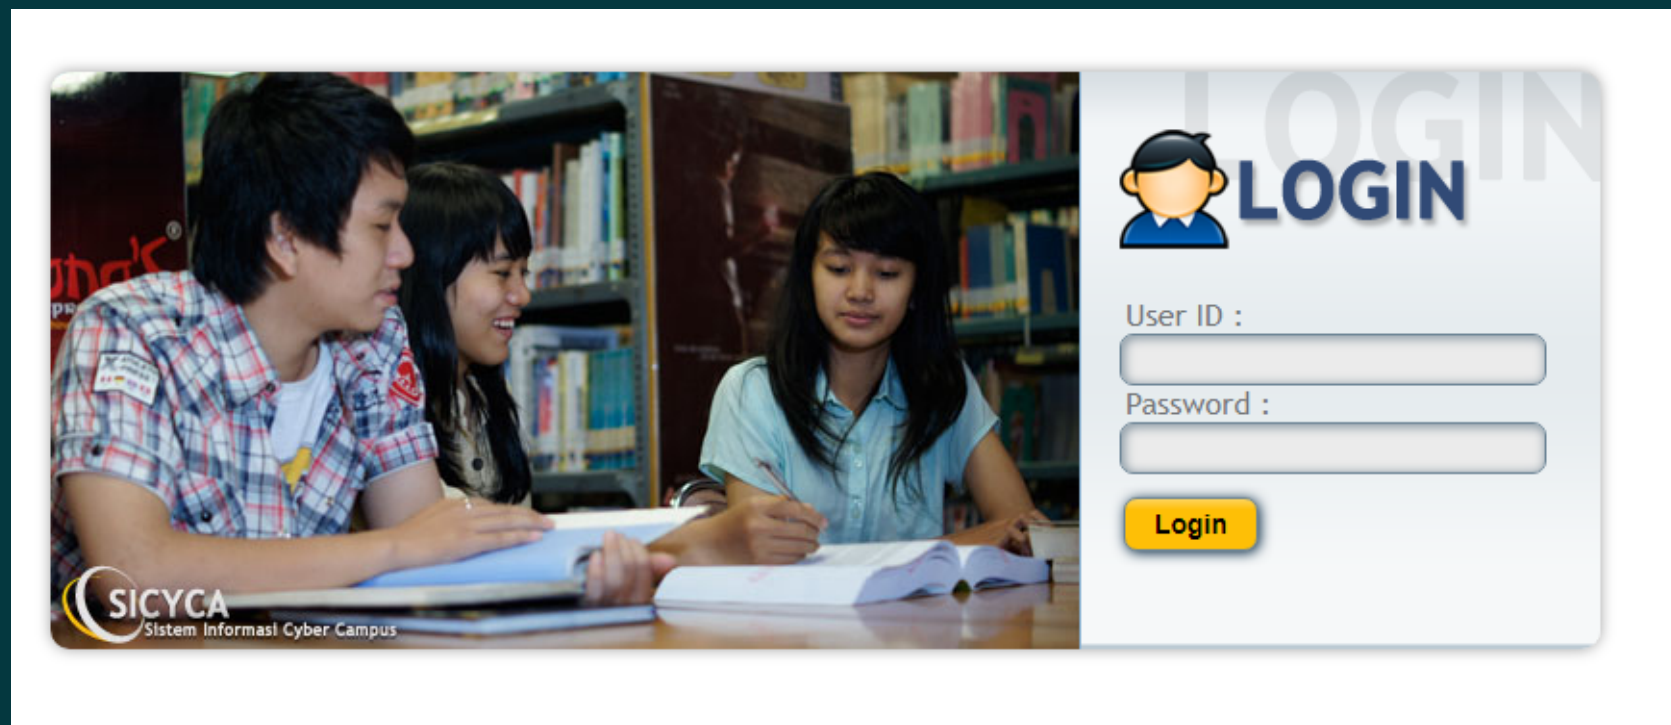 LOGIN
LOGIN
User ID :
Password :
Login
SICYCA
Sistem Informasi Cyber Campus